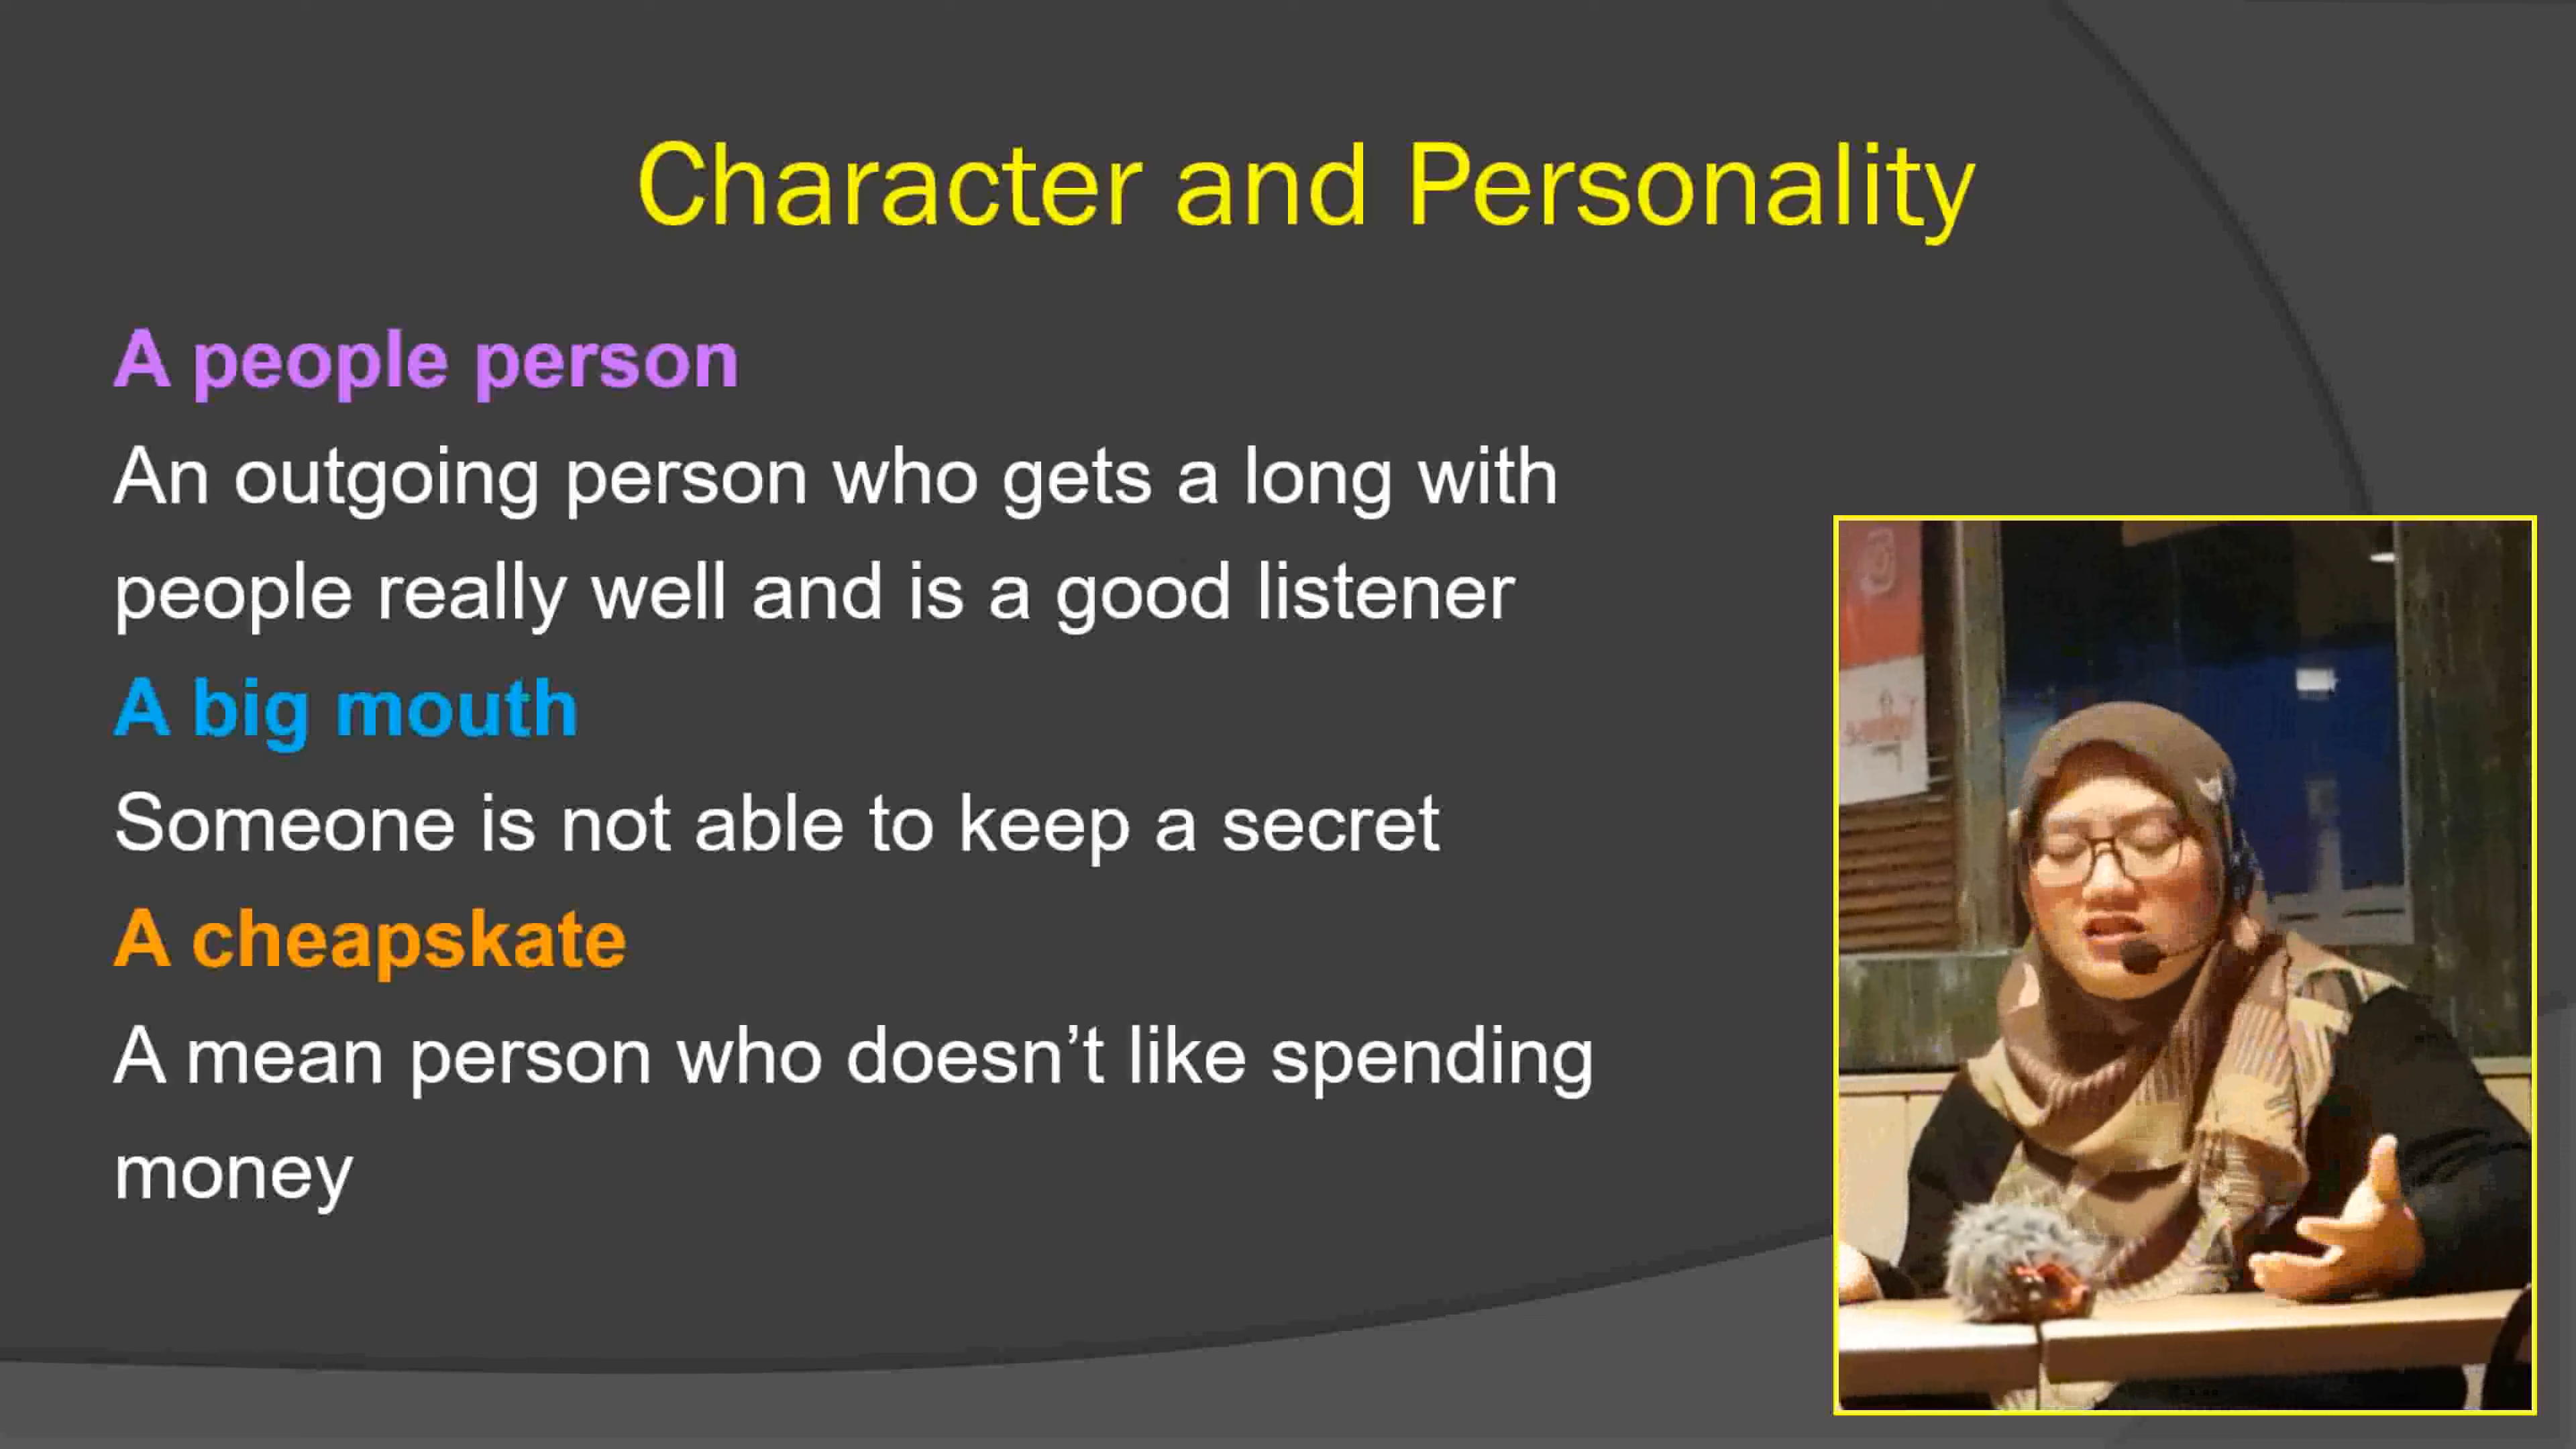 Character and Personality
A people person
An outgoing person who gets a long with
people really well and is a good listener
A big mouth
Someone is not able to keep a secret
A cheapskate
A mean person who doesn’t like spending
money